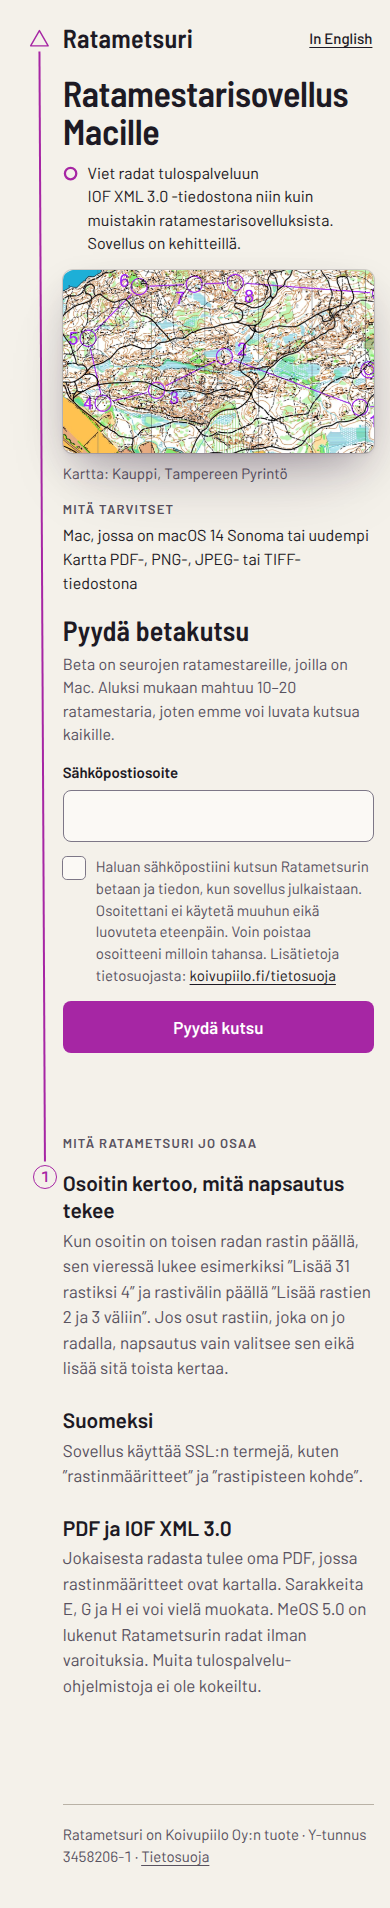 Ratametsuri
In English
Ratamestarisovellus
Macille
Viet radat tulospalveluun
IOF XML 3.0 -tiedostona niin kuin
muistakin ratamestarisovelluksista.
Sovellus on kehitteillä.
6
7
8
5
2
4
3
Kartta: Kauppi, Tampereen Pyrintö
MITÄ TARVITSET
Mac, jossa on macOS 14 Sonoma tai uudempi
Kartta PDF-, PNG-, JPEG- tai TIFF-
tiedostona
Pyydä betakutsu
Beta on seurojen ratamestareille, joilla on
Mac. Aluksi mukaan mahtuu 10–20
ratamestaria, joten emme voi luvata kutsua
kaikille.
Sähköpostiosoite
Haluan sähköpostiini kutsun Ratametsurin
betaan ja tiedon, kun sovellus julkaistaan.
Osoitettani ei käytetä muuhun eikä
luovuteta eteenpäin. Voin poistaa
osoitteeni milloin tahansa. Lisätietoja
tietosuojasta: koivupiilo.fi/tietosuoja
Pyydä kutsu
MITÄ RATAMETSURI JO OSAA
1
Osoitin kertoo, mitä napsautus
tekee
Kun osoitin on toisen radan rastin päällä,
sen vieressä lukee esimerkiksi ”Lisää 31
rastiksi 4” ja rastivälin päällä ”Lisää rastien
2 ja 3 väliin”. Jos osut rastiin, joka on jo
radalla, napsautus vain valitsee sen eikä
lisää sitä toista kertaa.
Suomeksi
Sovellus käyttää SSL:n termejä, kuten
”rastinmääritteet” ja ”rastipisteen kohde”.
PDF ja IOF XML 3.0
Jokaisesta radasta tulee oma PDF, jossa
rastinmääritteet ovat kartalla. Sarakkeita
E, G ja H ei voi vielä muokata. MeOS 5.0 on
lukenut Ratametsurin radat ilman
varoituksia. Muita tulospalvelu-
ohjelmistoja ei ole kokeiltu.
Ratametsuri on Koivupiilo Oy:n tuote · Y-tunnus
3458206-1 · Tietosuoja